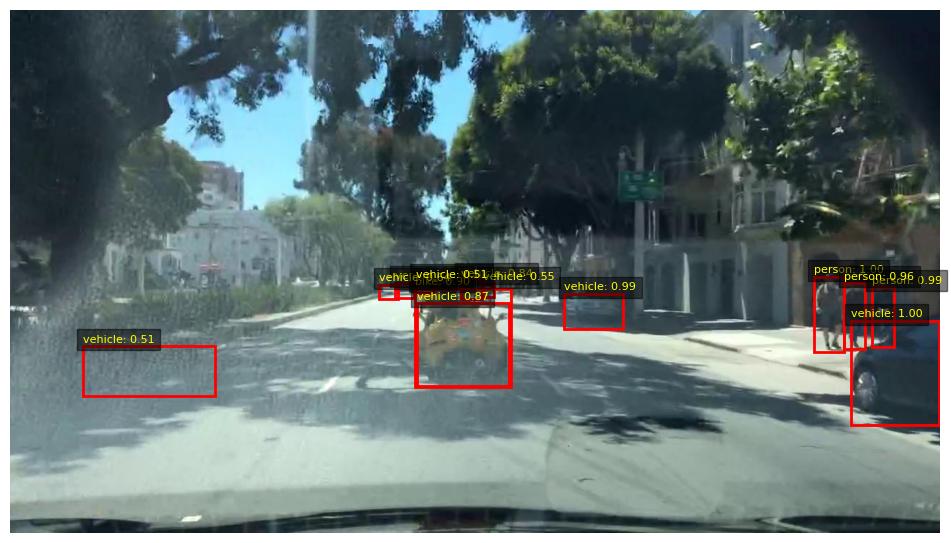 vehicle: 0.51
vehicle: 0.55
vehicle: 0.87
vehicle: 0.99
person: 1.00
person: 0.96
person: 0.99
vehicle: 1.00
vehicle: 0.51